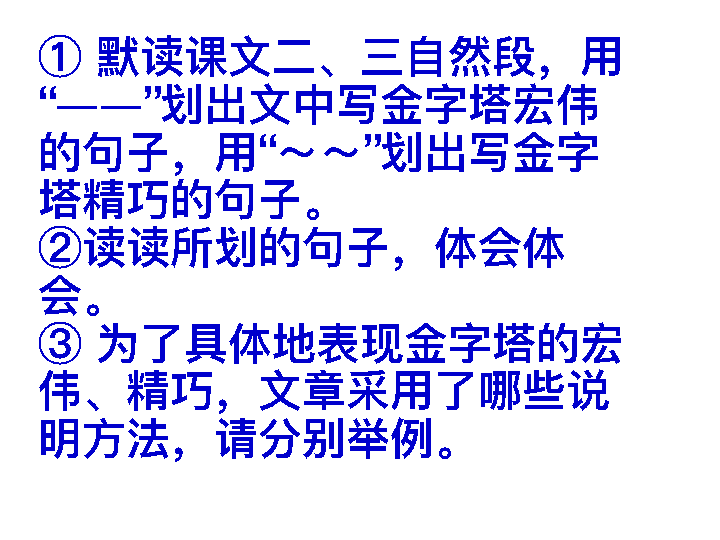 ① 默读课文二、三自然段，用
“——”划出文中写金字塔宏伟
的句子，用“～～”划出写金字
塔精巧的句子。
②读读所划的句子，体会体
会。
③ 为了具体地表现金字塔的宏
伟、精巧，文章采用了哪些说
明方法，请分别举例。